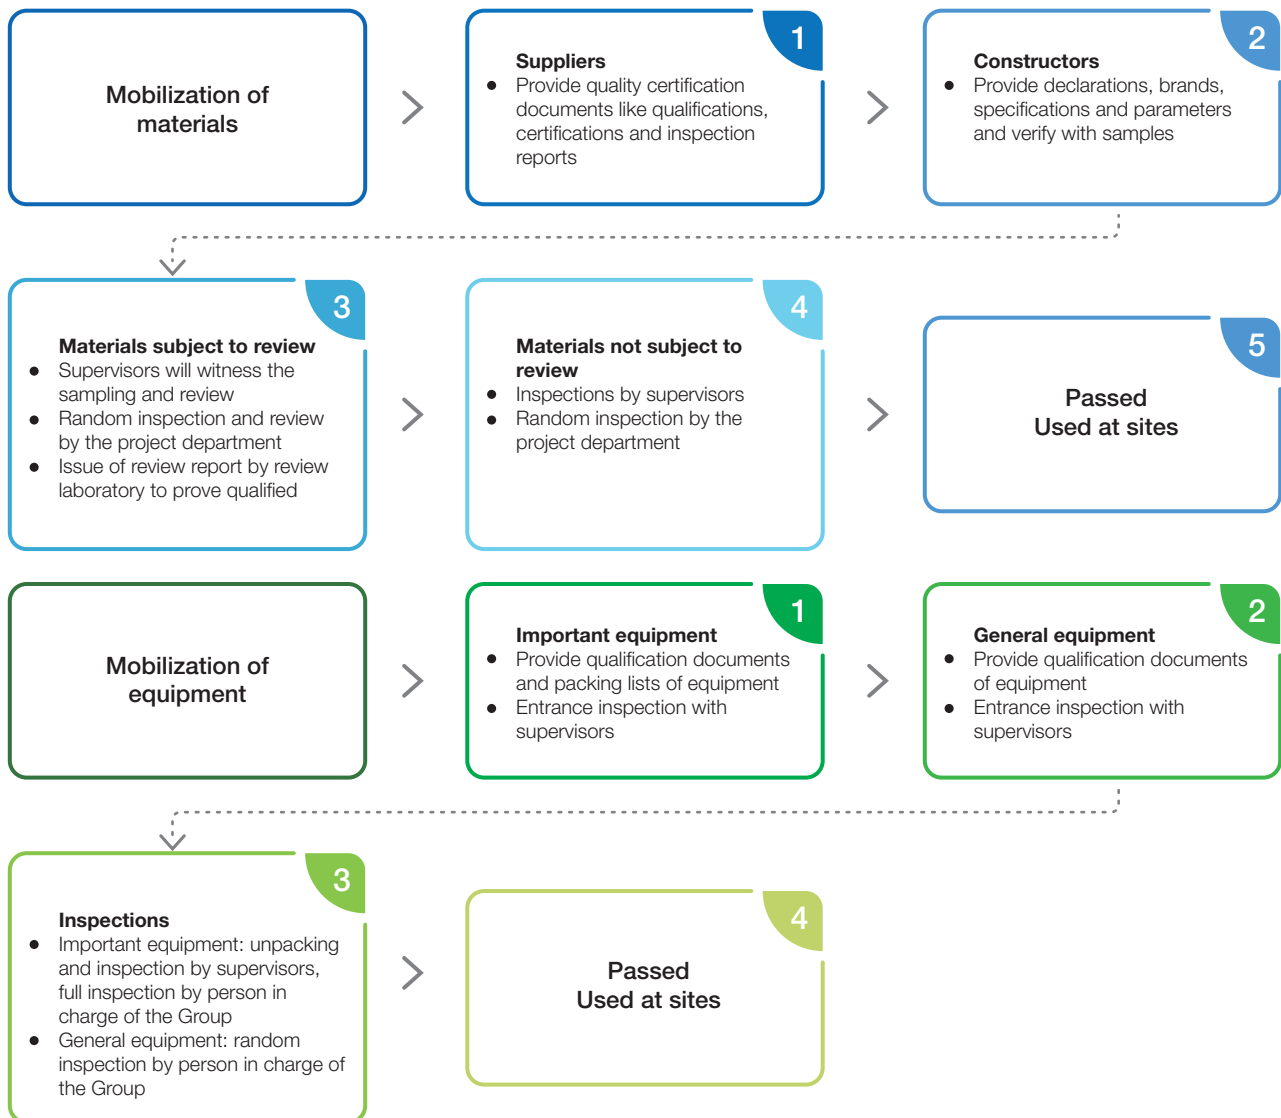 Mobilization of
materials
1
Suppliers
● Provide quality certification
documents like qualifications,
certifications and inspection
reports
2
Constructors
● Provide declarations, brands,
specifications and parameters
and verify with samples
3
Materials subject to review
● Supervisors will witness the
sampling and review
● Random inspection and review
by the project department
● Issue of review report by review
laboratory to prove qualified
4
Materials not subject to
review
● Inspections by supervisors
● Random inspection by the
project department
5
Passed
Used at sites
Mobilization of
equipment
1
Important equipment
● Provide qualification documents
and packing lists of equipment
● Entrance inspection with
supervisors
2
General equipment
● Provide qualification documents
of equipment
● Entrance inspection with
supervisors
3
Inspections
● Important equipment: unpacking
and inspection by supervisors,
full inspection by person in
charge of the Group
● General equipment: random
inspection by person in charge of
the Group
4
Passed
Used at sites